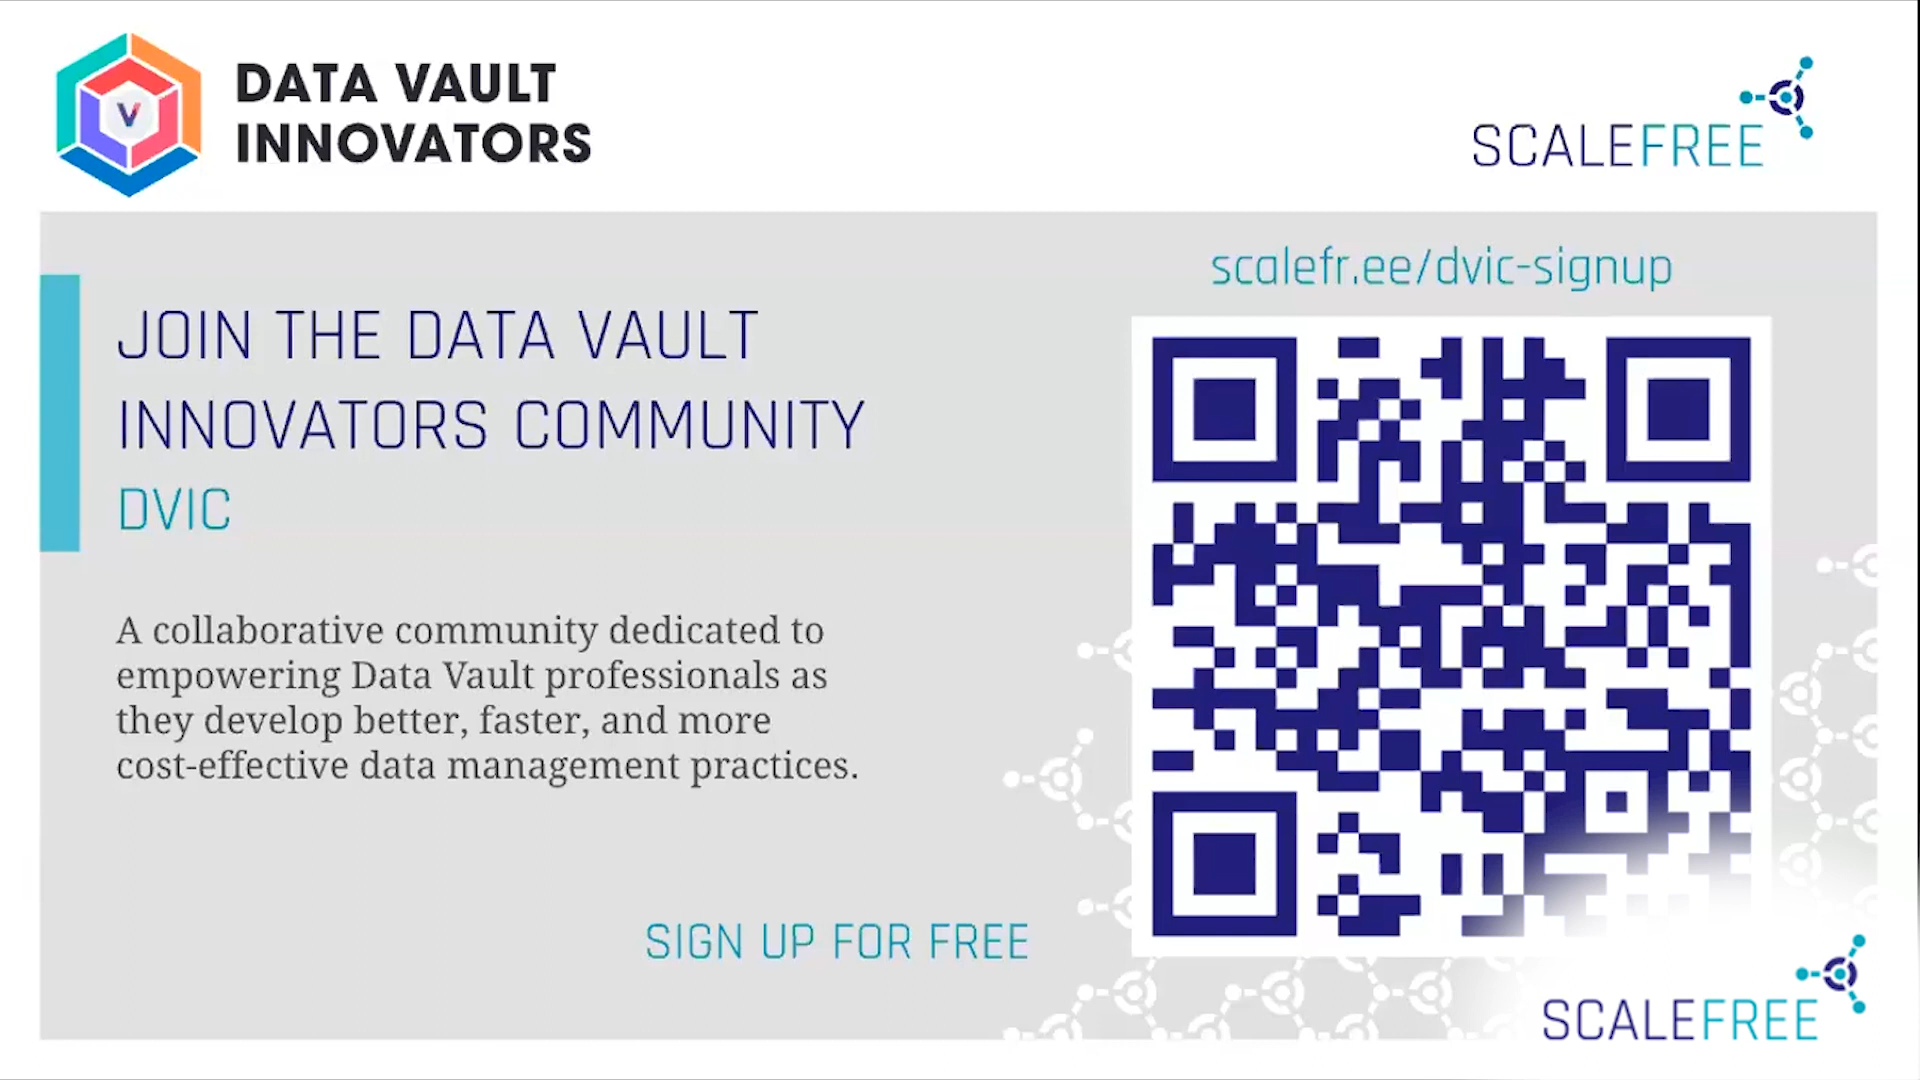 V
DATA VAULT
INNOVATORS
SCALEFREE
scalefr.ee/dvic-signup
JOIN THE DATA VAULT
INNOVATORS COMMUNITY
DVIC
A collaborative community dedicated to
empowering Data Vault professionals as
they develop better, faster, and more
cost-effective data management practices.
SIGN UP FOR FREE
SCALEFREE